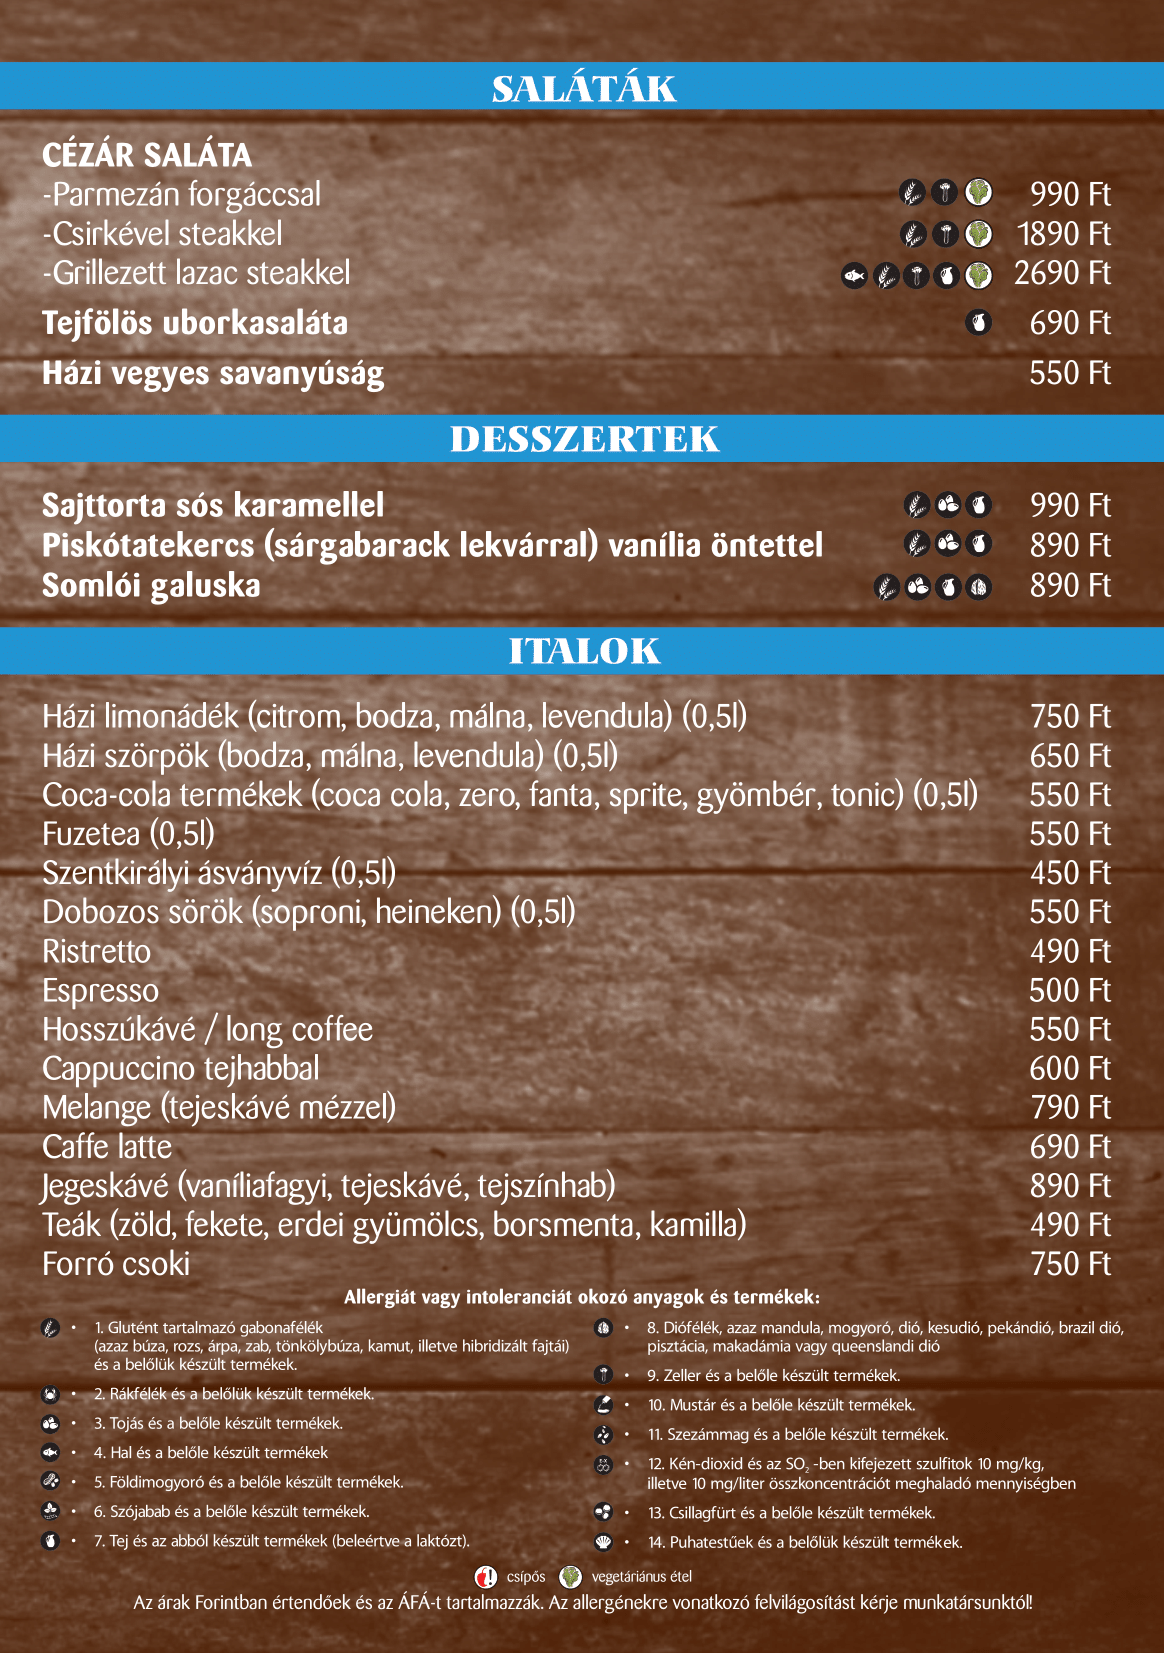 SALÁTÁK
CÉZÁR SALÁTA
-Parmezán forgáccsal 990 Ft
-Csirkével steakkel 1890 Ft
-Grillezett lazac steakkel 2690 Ft
Tejfölös uborkasaláta 690 Ft
Házi vegyes savanyúság 550 Ft
DESSZERTEK
Sajttorta sós karamellel 990 Ft
Piskótatekercs (sárgabarack lekvárral) vanília öntettel 890 Ft
Somlói galuska 890 Ft
ITALOK
Házi limonádék (citrom, bodza, málna, levendula) (0,5l) 750 Ft
Házi szörpök (bodza, málna, levendula) (0,5l) 650 Ft
Coca-cola termékek (coca cola, zero, fanta, sprite, gyömbér, tonic) (0,5l) 550 Ft
Fuzetea (0,5l) 550 Ft
Szentkirályi ásványvíz (0,5l) 450 Ft
Dobozos sörök (soproni, heineken) (0,5l) 550 Ft
Ristretto 490 Ft
Espresso 500 Ft
Hosszúkávé / long coffee 550 Ft
Cappuccino tejhabbal 600 Ft
Melange (tejeskávé mézzel) 790 Ft
Caffe latte 690 Ft
Jegeskávé (vaníliafagyi, tejeskávé, tejszínhab) 890 Ft
Teák (zöld, fekete, erdei gyümölcs, borsmenta, kamilla) 490 Ft
Forró csoki 750 Ft
Allergiát vagy intoleranciát okozó anyagok és termékek:
• 1. Glutént tartalmazó gabonafélék
(azaz búza, rozs, árpa, zab, tönkölybúza, kamut, illetve hibridizált fajtái)
és a belőlük készült termékek.
• 2. Rákfélék és a belőlük készült termékek.
• 3. Tojás és a belőle készült termékek.
• 4. Hal és a belőle készült termékek
• 5. Földimogyoró és a belőle készült termékek.
• 6. Szójabab és a belőle készült termékek.
• 7. Tej és az abból készült termékek (beleértve a laktózt).
• 8. Diófélék, azaz mandula, mogyoró, dió, kesudió, pekándió, brazil dió,
pisztácia, makadámia vagy queenslandi dió
• 9. Zeller és a belőle készült termékek.
• 10. Mustár és a belőle készült termékek.
• 11. Szezámmag és a belőle készült termékek.
• 12. Kén-dioxid és az SO2 -ben kifejezett szulfitok 10 mg/kg,
illetve 10 mg/liter összkoncentrációt meghaladó mennyiségben
• 13. Csillagfürt és a belőle készült termékek.
• 14. Puhatestűek és a belőlük készült termékek.
csípős vegetáriánus étel
Az árak Forintban értendőek és az ÁFÁ-t tartalmazzák. Az allergénekre vonatkozó felvilágosítást kérje munkatársunktól!